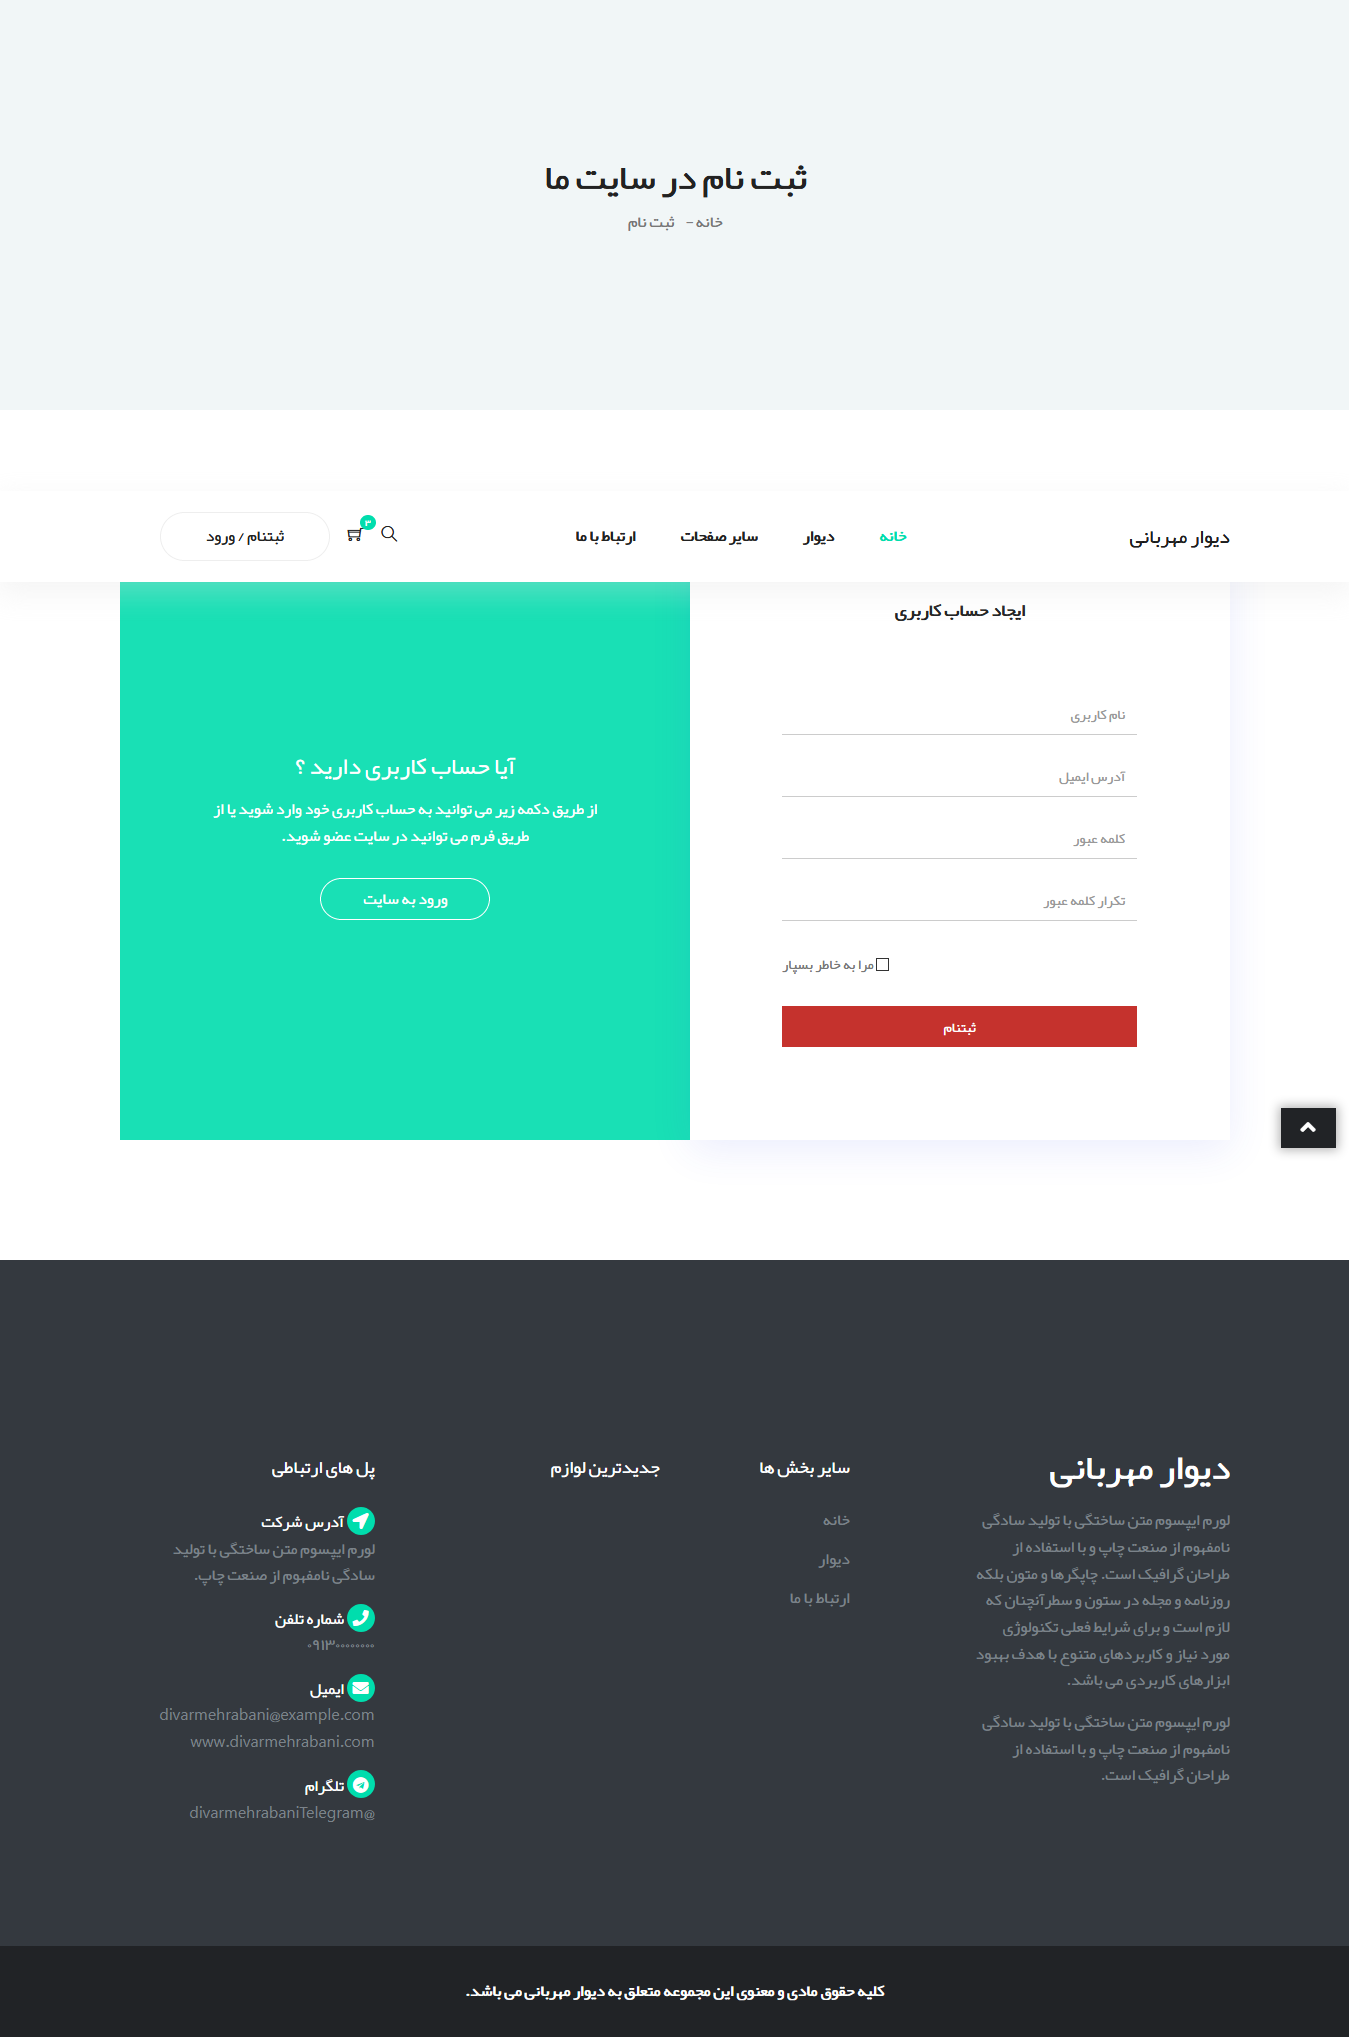 ثبت نام در سایت ما
خانه - ثبت نام
دیوار مهربانی
خانه
دیوار
سایر صفحات
ارتباط با ما
۳
ثبتنام / ورود
ایجاد حساب کاربری
نام کاربری
آدرس ایمیل
کلمه عبور
تکرار کلمه عبور
مرا به خاطر بسپار
ثبتنام
آیا حساب کاربری دارید ؟
از طریق دکمه زیر می توانید به حساب کاربری خود وارد شوید یا از
طریق فرم می توانید در سایت عضو شوید.
ورود به سایت
دیوار مهربانی
لورم ایپسوم متن ساختگی با تولید سادگی
نامفهوم از صنعت چاپ و با استفاده از
طراحان گرافیک است. چاپگرها و متون بلکه
روزنامه و مجله در ستون و سطرآنچنان که
لازم است و برای شرایط فعلی تکنولوژی
مورد نیاز و کاربردهای متنوع با هدف بهبود
ابزارهای کاربردی می باشد.
لورم ایپسوم متن ساختگی با تولید سادگی
نامفهوم از صنعت چاپ و با استفاده از
طراحان گرافیک است.
سایر بخش ها
خانه
دیوار
ارتباط با ما
جدیدترین لوازم
پل های ارتباطی
آدرس شرکت
لورم ایپسوم متن ساختگی با تولید
سادگی نامفهوم از صنعت چاپ.
شماره تلفن
ایمیل
divarmehrabani@example.com
www.divarmehrabani.com
تلگرام
divarmehrabaniTelegram@
کلیه حقوق مادی و معنوی این مجموعه متعلق به دیوار مهربانی می باشد.